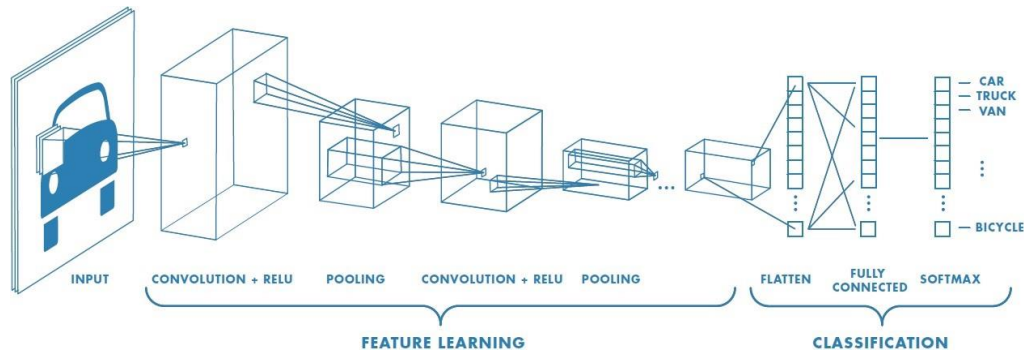 CAR
TRUCK
VAN
BICYCLE
INPUT
CONVOLUTION + RELU
POOLING
CONVOLUTION + RELU
POOLING
FLATTEN
FULLY
CONNECTED
SOFTMAX
FEATURE LEARNING
CLASSIFICATION